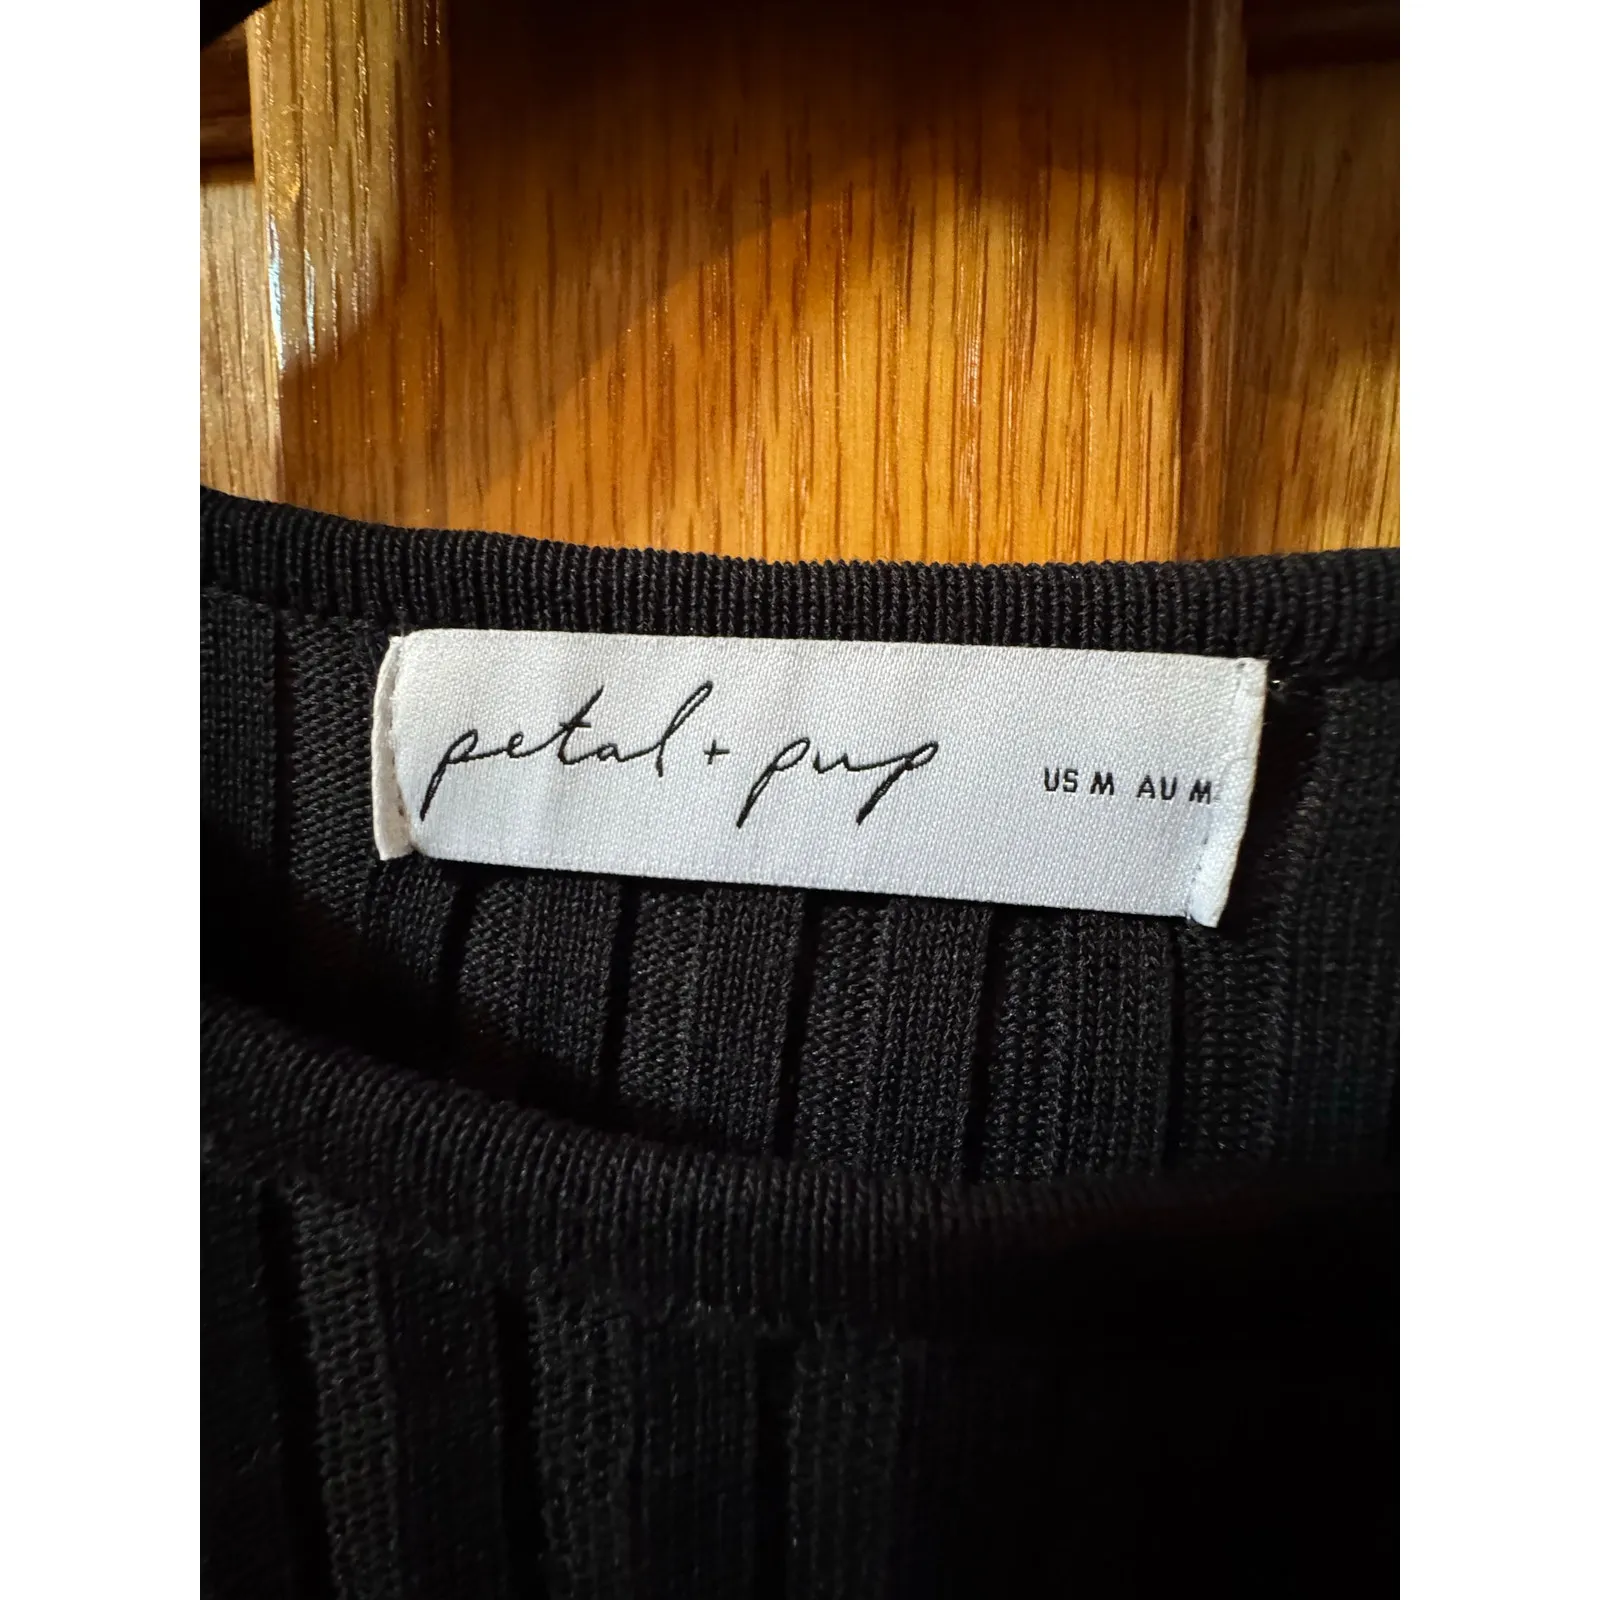 petal + pup US M AU M